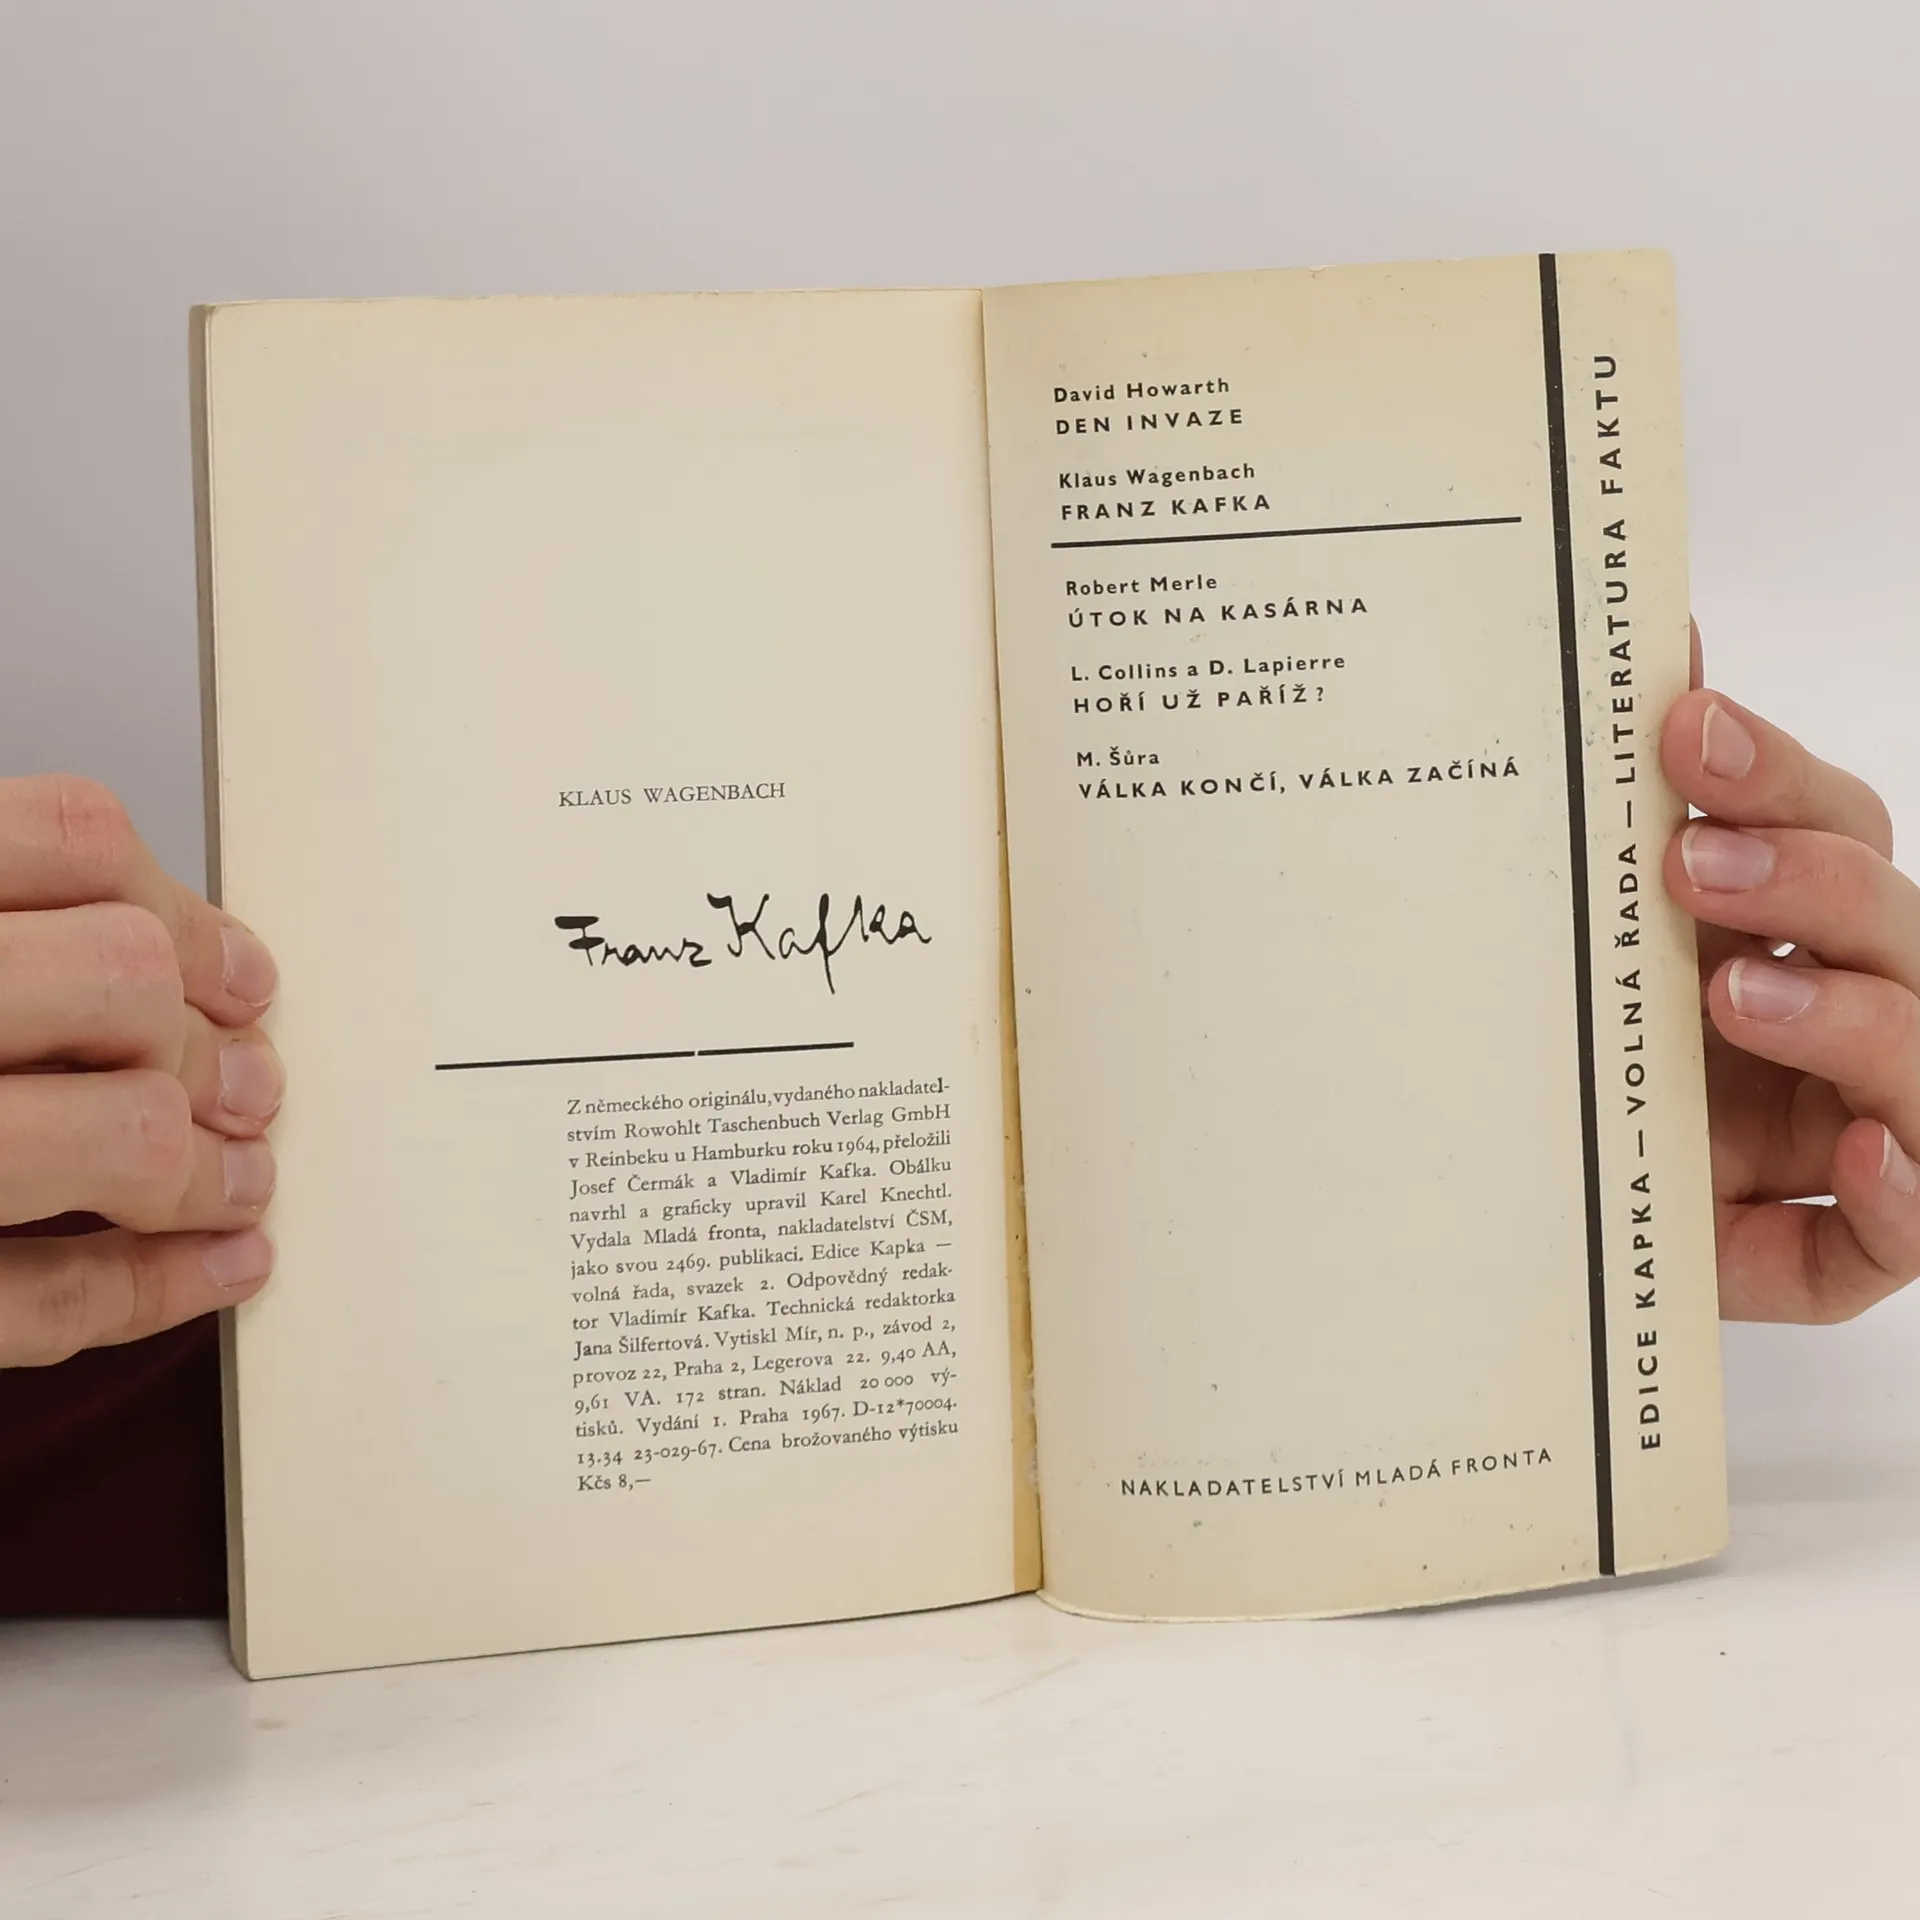 KLAUS WAGENBACH
Franz Kafka
Z německého originálu, vydaného nakladatel-
stvím Rowohlt Taschenbuch Verlag GmbH
v Reinbeku u Hamburku roku 1964, přeložili
Josef Čermák a Vladimír Kafka. Obálku
navrhl a graficky upravil Karel Knechtl.
Vydala Mladá fronta, nakladatelství ČSM,
jako svou 2469. publikaci. Edice Kapka —
volná řada, svazek 2. Odpovědný redak-
tor Vladimír Kafka. Technická redaktorka
Jana Šilfertová. Vytiskl Mír, n. p., závod 2,
provoz 22, Praha 2, Legerova 22. 9,40 AA,
9,61 VA. 172 stran. Náklad 20 000 vý-
tisků. Vydání 1. Praha 1967. D-12*70004.
13.34 23-029-67. Cena brožovaného výtisku
Kčs 8,—
David Howarth
DEN INVAZE
Klaus Wagenbach
FRANZ KAFKA
Robert Merle
ÚTOK NA KASÁRNA
L. Collins a D. Lapierre
HOŘÍ UŽ PAŘÍŽ?
M. Šůra
VÁLKA KONČÍ, VÁLKA ZAČÍNÁ
NAKLADATELSTVÍ MLADÁ FRONTA
EDICE KAPKA — VOLNÁ ŘADA — LITERATURA FAKTU